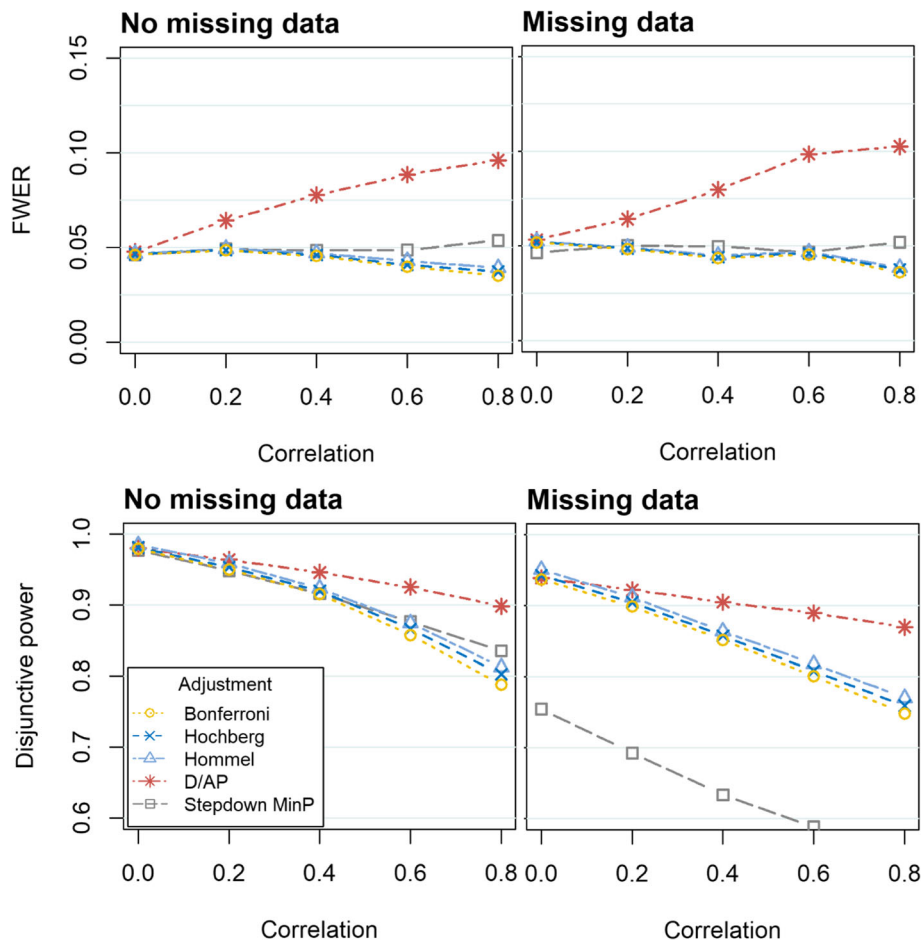 No missing data
Missing data
FWER
0.15
0.10
0.05
0.00
0.0 0.2 0.4 0.6 0.8
0.0 0.2 0.4 0.6 0.8
Correlation
Correlation
No missing data
Missing data
Disjunctive power
1.0
0.9
0.8
0.7
0.6
Adjustment
Bonferroni
Hochberg
Hommel
D/AP
Stepdown MinP
0.0 0.2 0.4 0.6 0.8
0.0 0.2 0.4 0.6 0.8
Correlation
Correlation